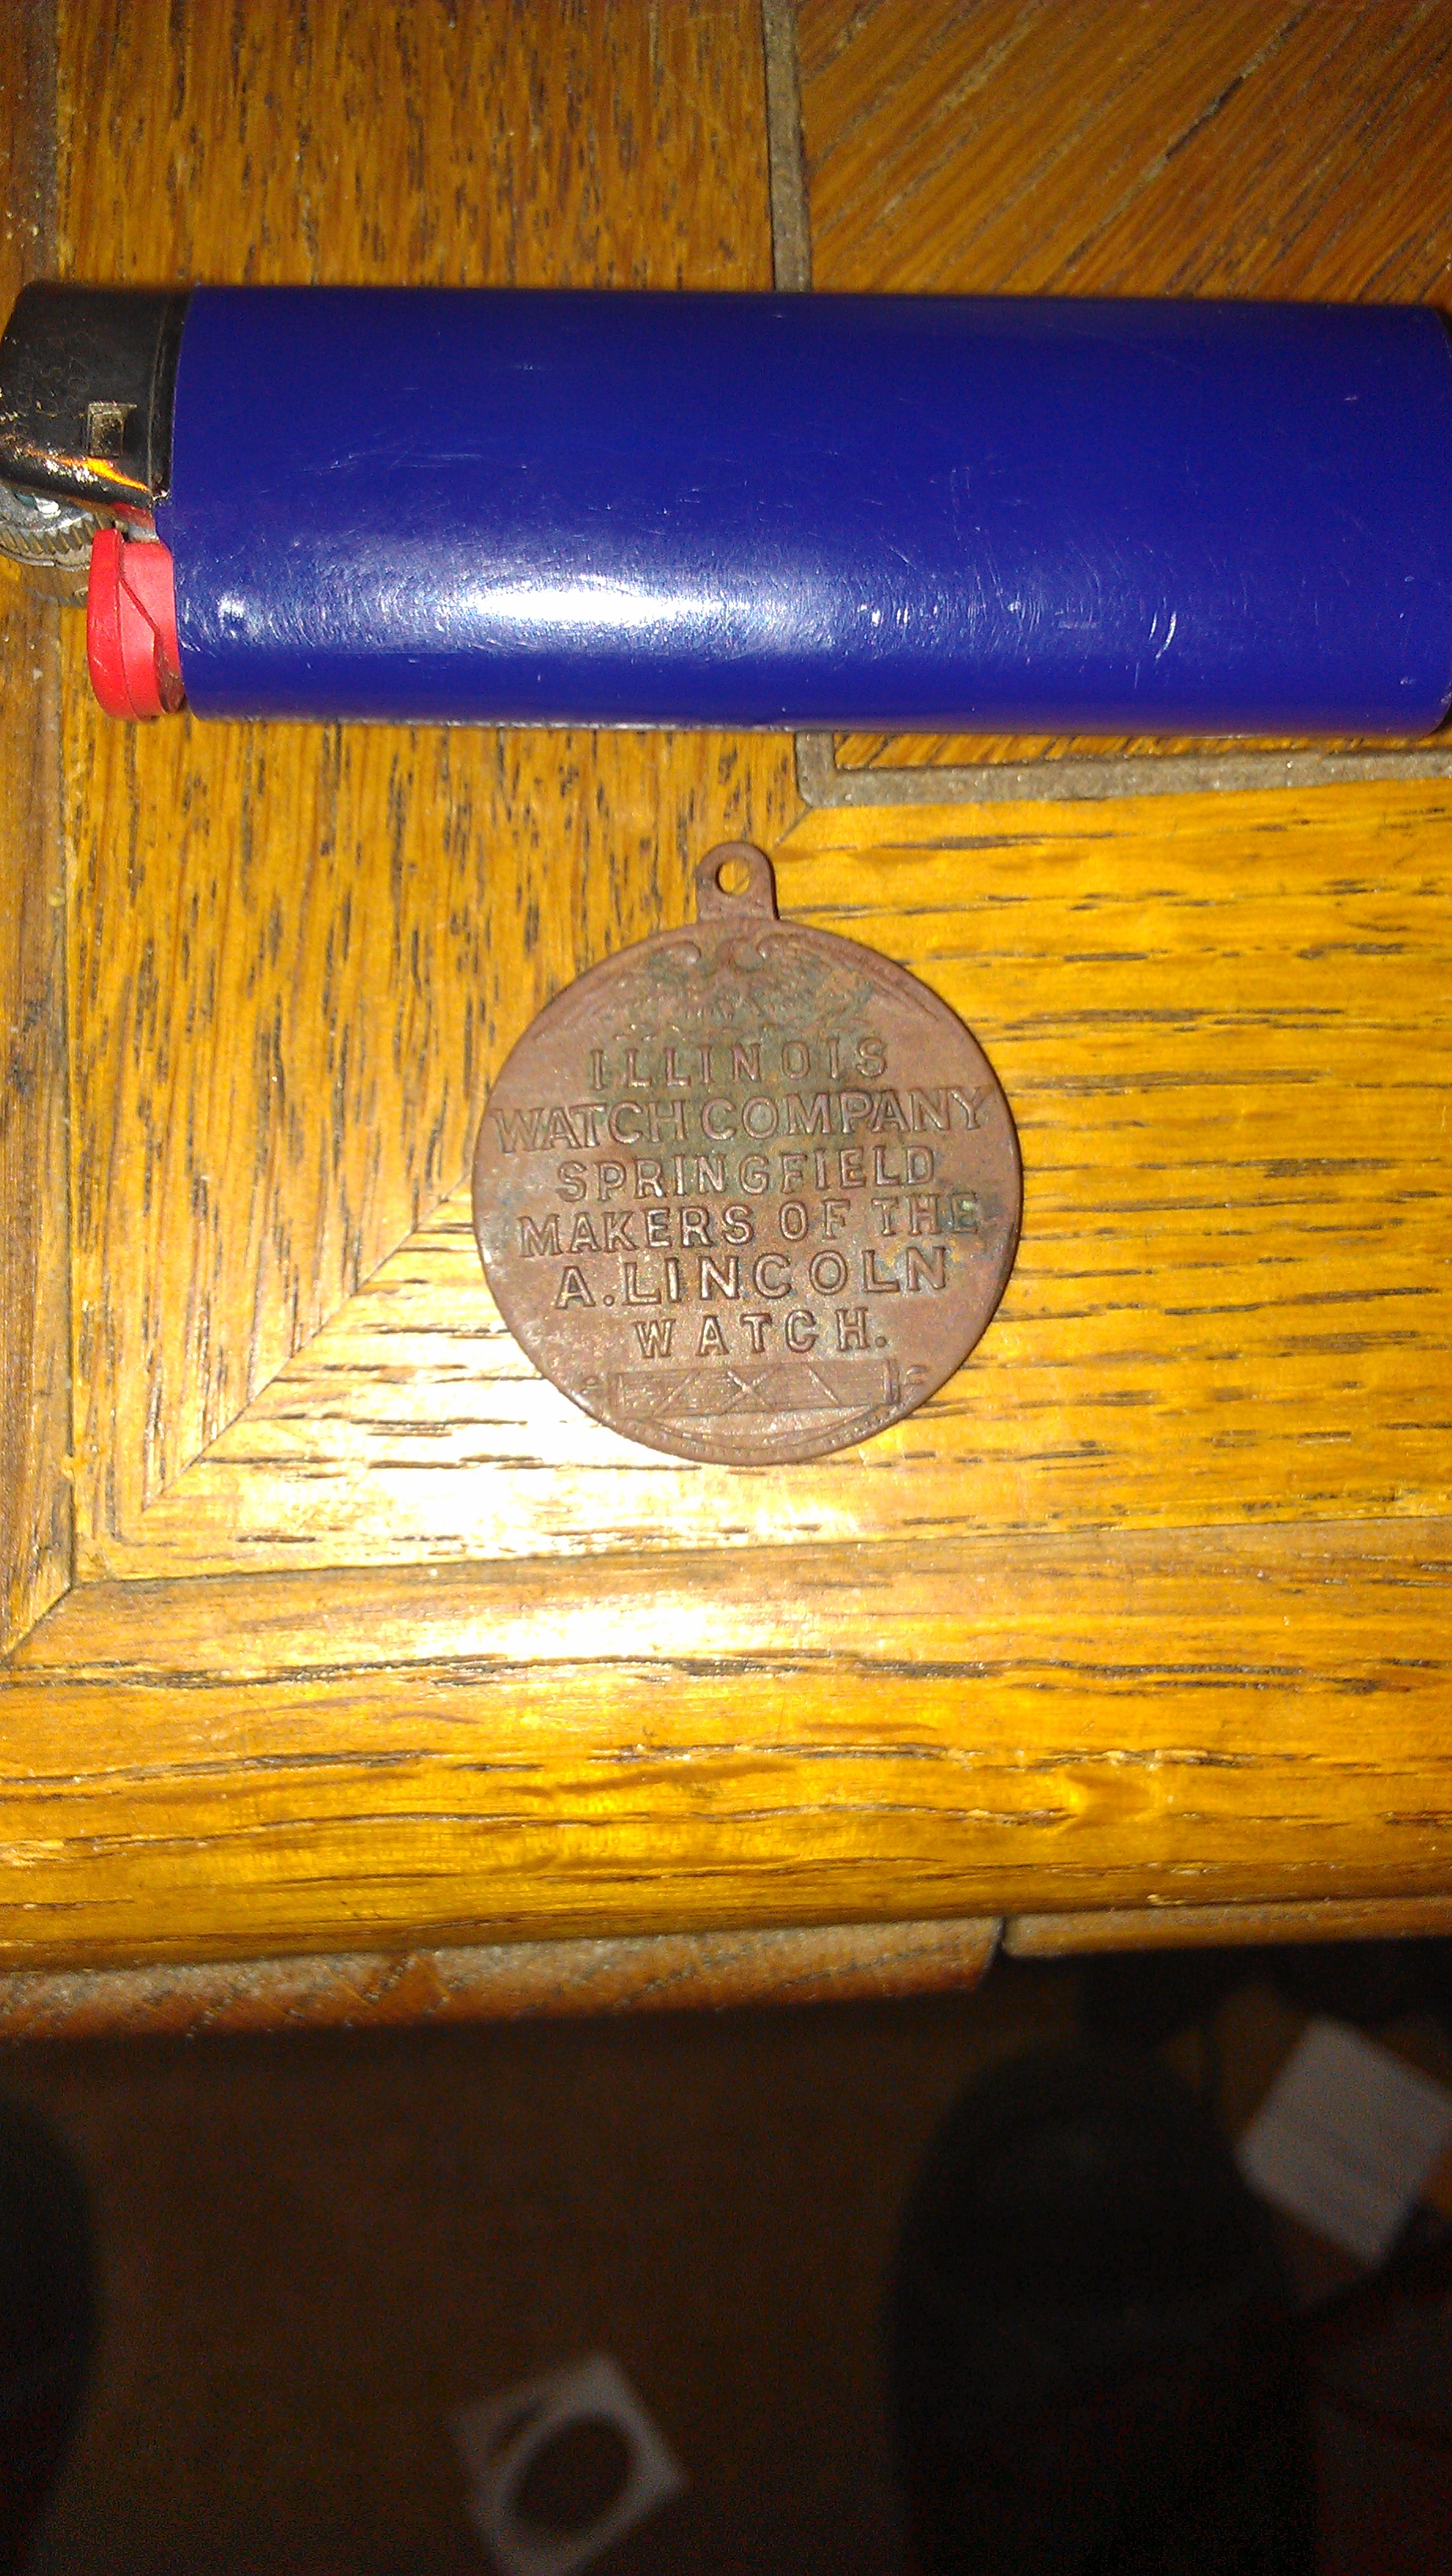 ILLINOIS
WATCH COMPANY
SPRINGFIELD
MAKERS OF THE
A. LINCOLN
WATCH.